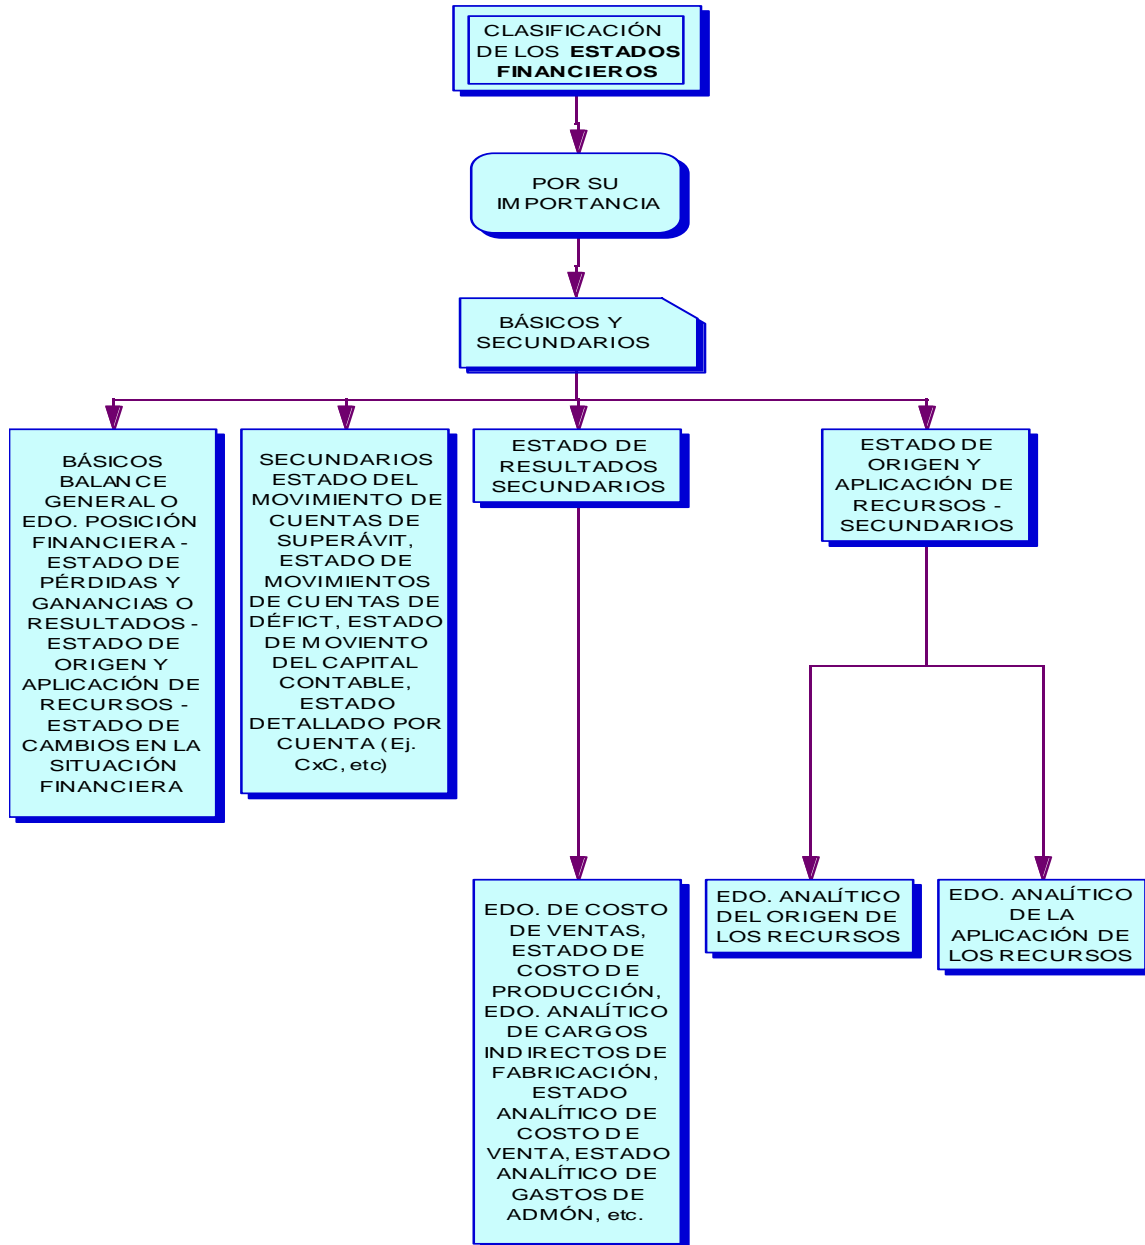 CLASIFICACIÓN
DE LOS ESTADOS
FINANCIEROS
POR SU
IMPORTANCIA
BÁSICOS Y
SECUNDARIOS
BÁSICOS
BALANCE
GENERAL O
EDO. POSICIÓN
FINANCIERA -
ESTADO DE
PÉRDIDAS Y
GANANCIAS O
RESULTADOS -
ESTADO DE
ORIGEN Y
APLICACIÓN DE
RECURSOS -
ESTADO DE
CAMBIOS EN LA
SITUACIÓN
FINANCIERA
SECUNDARIOS
ESTADO DEL
MOVIMIENTO DE
CUENTAS DE
SUPERÁVIT,
ESTADO DE
MOVIMIENTOS
DE CUENTAS DE
DÉFICT, ESTADO
DE MOVIENTO
DEL CAPITAL
CONTABLE,
ESTADO
DETALLADO POR
CUENTA (Ej.
CxC, etc)
ESTADO DE
RESULTADOS
SECUNDARIOS
ESTADO DE
ORIGEN Y
APLICACIÓN DE
RECURSOS -
SECUNDARIOS
EDO. DE COSTO
DE VENTAS,
ESTADO DE
COSTO DE
PRODUCCIÓN,
EDO. ANALÍTICO
DE CARGOS
INDIRECTOS DE
FABRICACIÓN,
ESTADO
ANALÍTICO DE
COSTO DE
VENTA, ESTADO
ANALÍTICO DE
GASTOS DE
ADMÓN, etc.
EDO. ANALÍTICO
DEL ORIGEN DE
LOS RECURSOS
EDO. ANALÍTICO
DE LA
APLICACIÓN DE
LOS RECURSOS